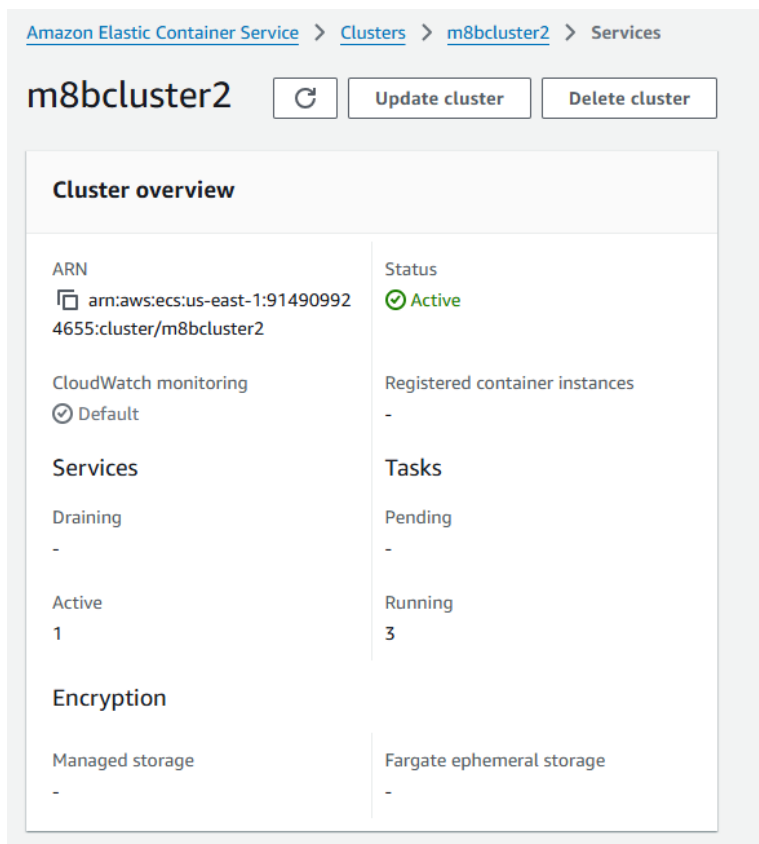 Amazon Elastic Container Service > Clusters > m8bcluster2 > Services
m8bcluster2 Update cluster Delete cluster
Cluster overview
ARN
arn:aws:ecs:us-east-1:91490992
4655:cluster/m8bcluster2
Status
Active
CloudWatch monitoring
Default
Registered container instances
-
Services
Draining
-
Active
1
Tasks
Pending
-
Running
3
Encryption
Managed storage
-
Fargate ephemeral storage
-